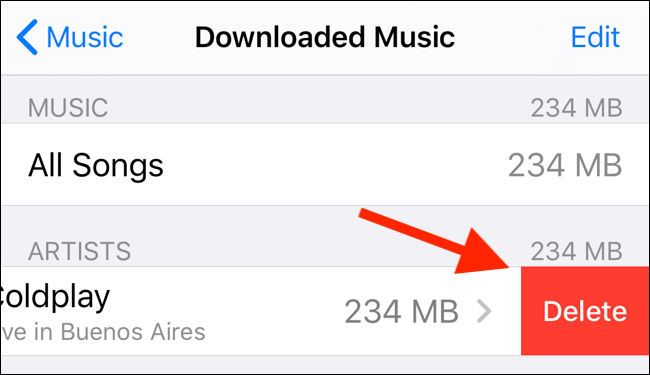 Music Downloaded Music Edit
MUSIC 234 MB
All Songs 234 MB
ARTISTS 234 MB
Coldplay 234 MB Delete
ve in Buenos Aires